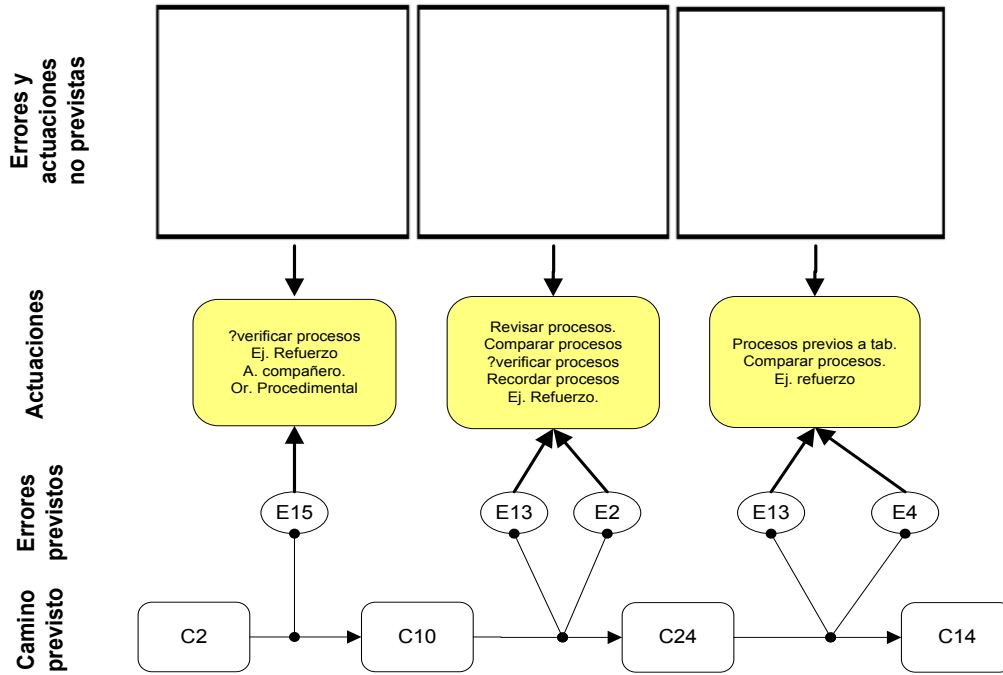 Errores y
actuaciones
no previstas
Actuaciones
?verificar procesos
Ej. Refuerzo
A. compañero.
Or. Procedimental
Revisar procesos.
Comparar procesos
?verificar procesos
Recordar procesos
Ej. Refuerzo.
Procesos previos a tab.
Comparar procesos.
Ej. refuerzo
Errores
previstos
E15
E13
E2
E13
E4
Camino
previsto
C2
C10
C24
C14